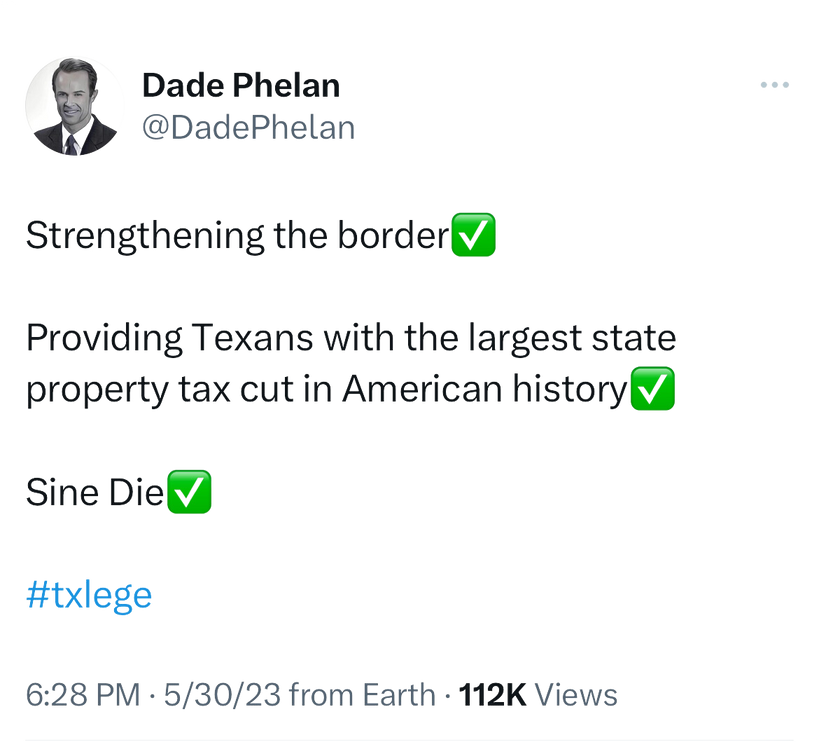 Dade Phelan
@DadePhelan
Strengthening the border✅
Providing Texans with the largest state
property tax cut in American history✅
Sine Die✅
#txlege
6:28 PM · 5/30/23 from Earth · 112K Views